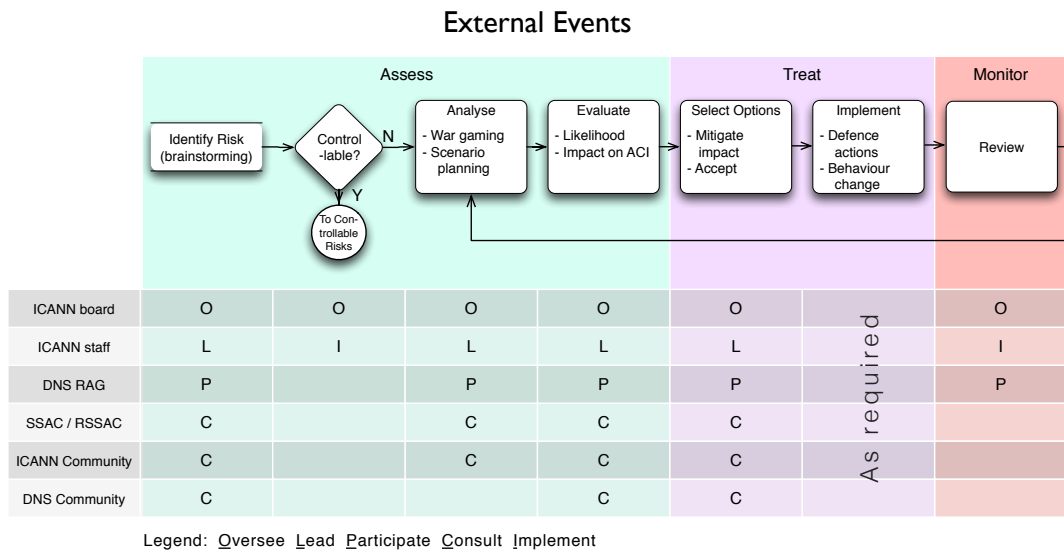 External Events
Assess
Treat
Monitor
Identify Risk
(brainstorming)
Control
-lable?
N
Y
To Con-
trollable
Risks
Analyse
- War gaming
- Scenario
planning
Evaluate
- Likelihood
- Impact on ACI
Select Options
- Mitigate
impact
- Accept
Implement
- Defence
actions
- Behaviour
change
Review
ICANN board O O O O O O
ICANN staff L I L L L I
DNS RAG P P P P P
SSAC / RSSAC C C C C
ICANN Community C C C C
DNS Community C C C
As required
Legend: Oversee Lead Participate Consult Implement